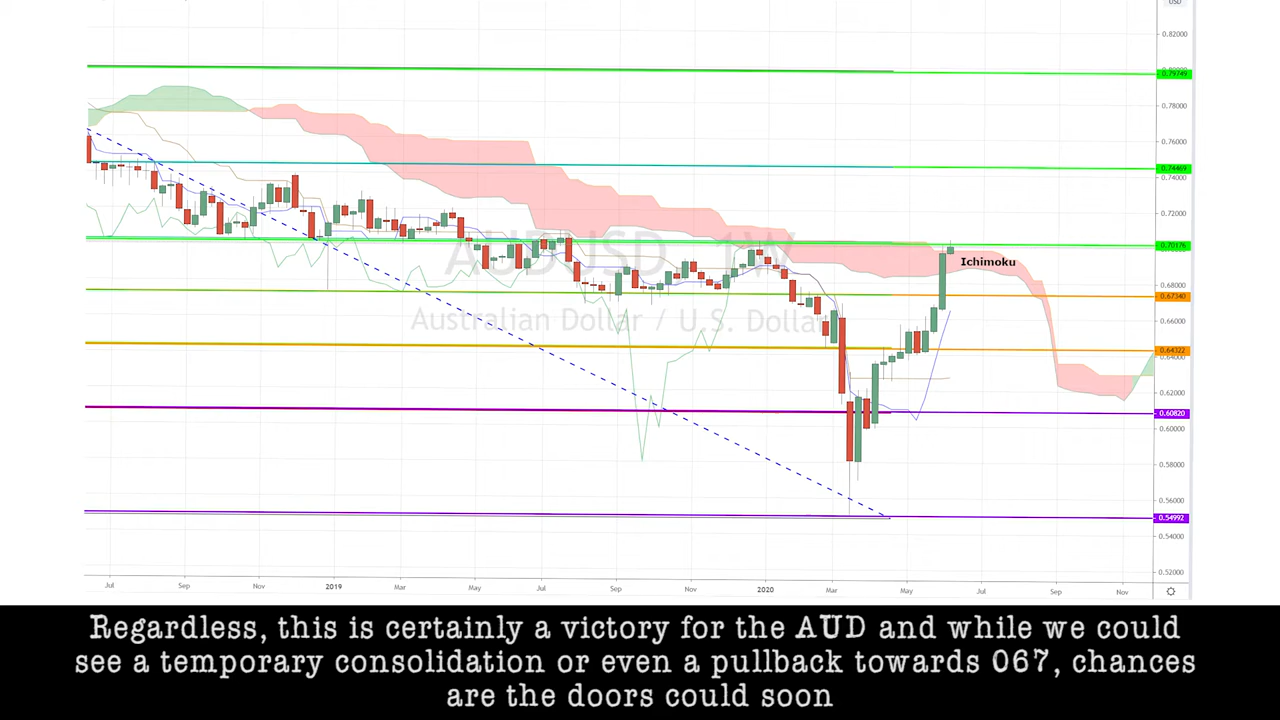 USD
0.82000
0.79749
0.78000
0.76000
0.74469
0.74000
0.72000
0.70176
0.68000
0.67340
0.66000
0.64322
0.64000
0.62000
0.60820
0.60000
0.58000
0.56000
0.54992
0.54000
0.52000
AUDUSD, 1W
Australian Dollar / U.S. Dollar
Ichimoku
Jul Sep Nov 2019 Mar May Jul Sep Nov 2020 Mar May Jul Sep Nov
Regardless, this is certainly a victory for the AUD and while we could
see a temporary consolidation or even a pullback towards 067, chances
are the doors could soon